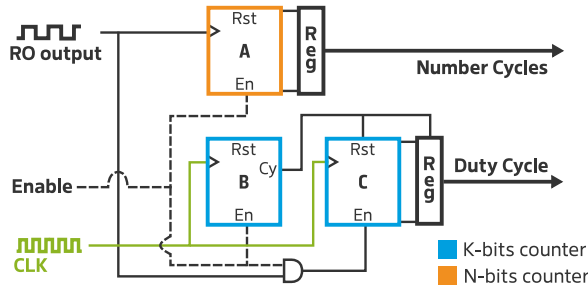 Rst
A
En
Reg
RO output
Number Cycles
Rst
B
Cy
En
Rst
C
En
Reg
Duty Cycle
Enable
CLK
K-bits counter
N-bits counter